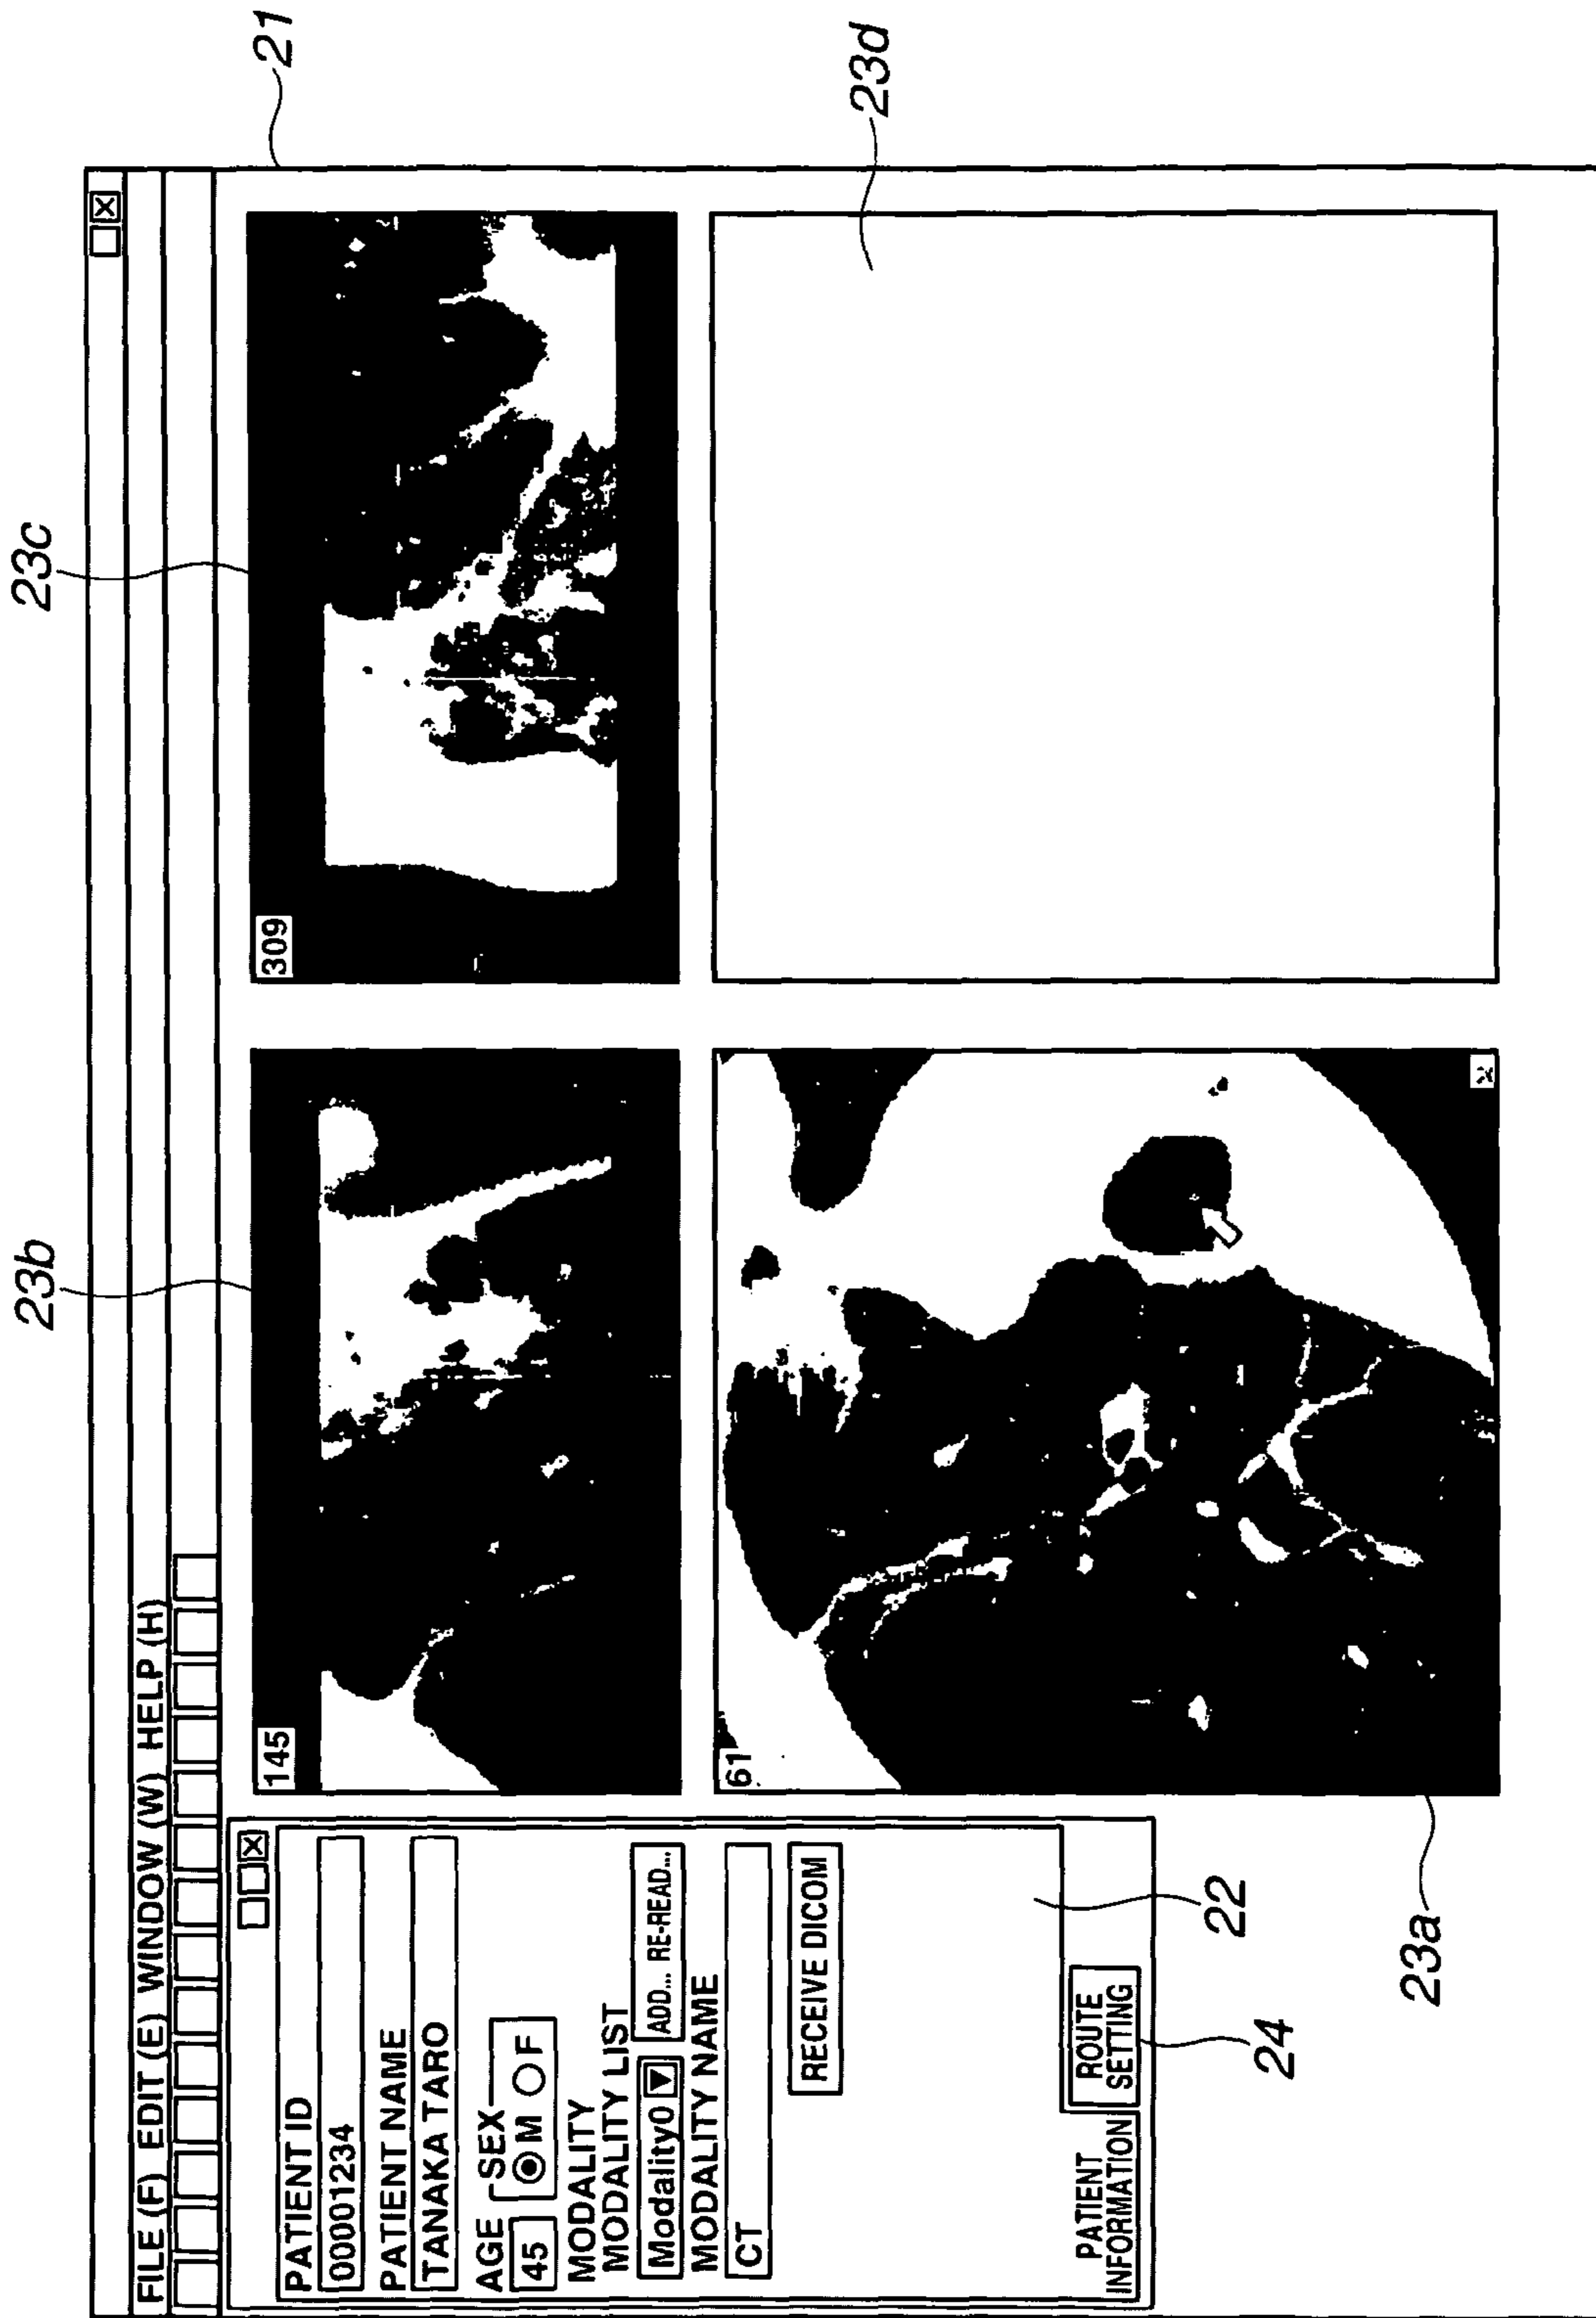 21
23b
23c
FILE (F) EDIT (E) WINDOW (W) HELP (H)
PATIENT ID
00001234
PATIENT NAME
TANAKA TARO
AGE SEX
45 M F
MODALITY
MODALITY LIST
Modality0 ADD... RE-READ...
MODALITY NAME
CT
RECEIVE DICOM
PATIENT
INFORMATION
ROUTE
SETTING
145
309
61
23d
22
24
23a